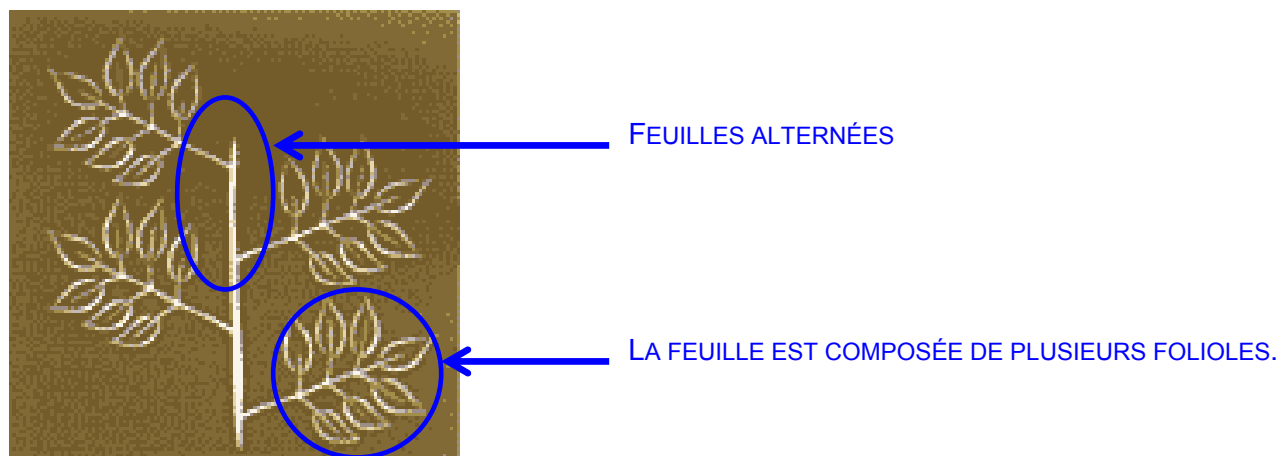 FEUILLES ALTERNÉES
LA FEUILLE EST COMPOSÉE DE PLUSIEURS FOLIOLES.